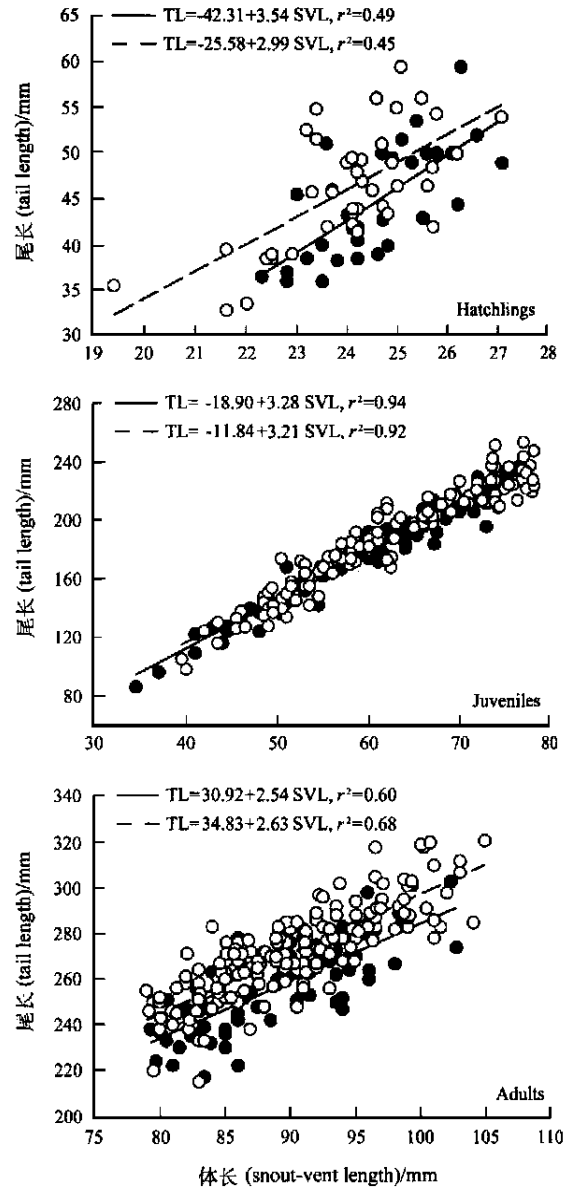 TL=-42.31+3.54 SVL, r²=0.49
TL=-25.58+2.99 SVL, r²=0.45
65
60
55
50
45
40
35
30
尾长 (tail length)/mm
Hatchlings
19 20 21 22 23 24 25 26 27 28
TL= -18.90+3.28 SVL, r²=0.94
TL= -11.84+3.21 SVL, r²=0.92
280
240
200
160
120
80
尾长 (tail length)/mm
Juveniles
30 40 50 60 70 80
TL=30.92+2.54 SVL, r²=0.60
TL=34.83+2.63 SVL, r²=0.68
340
320
300
280
260
240
220
200
尾长 (tail length)/mm
Adults
75 80 85 90 95 100 105 110
体长 (snout-vent length)/mm